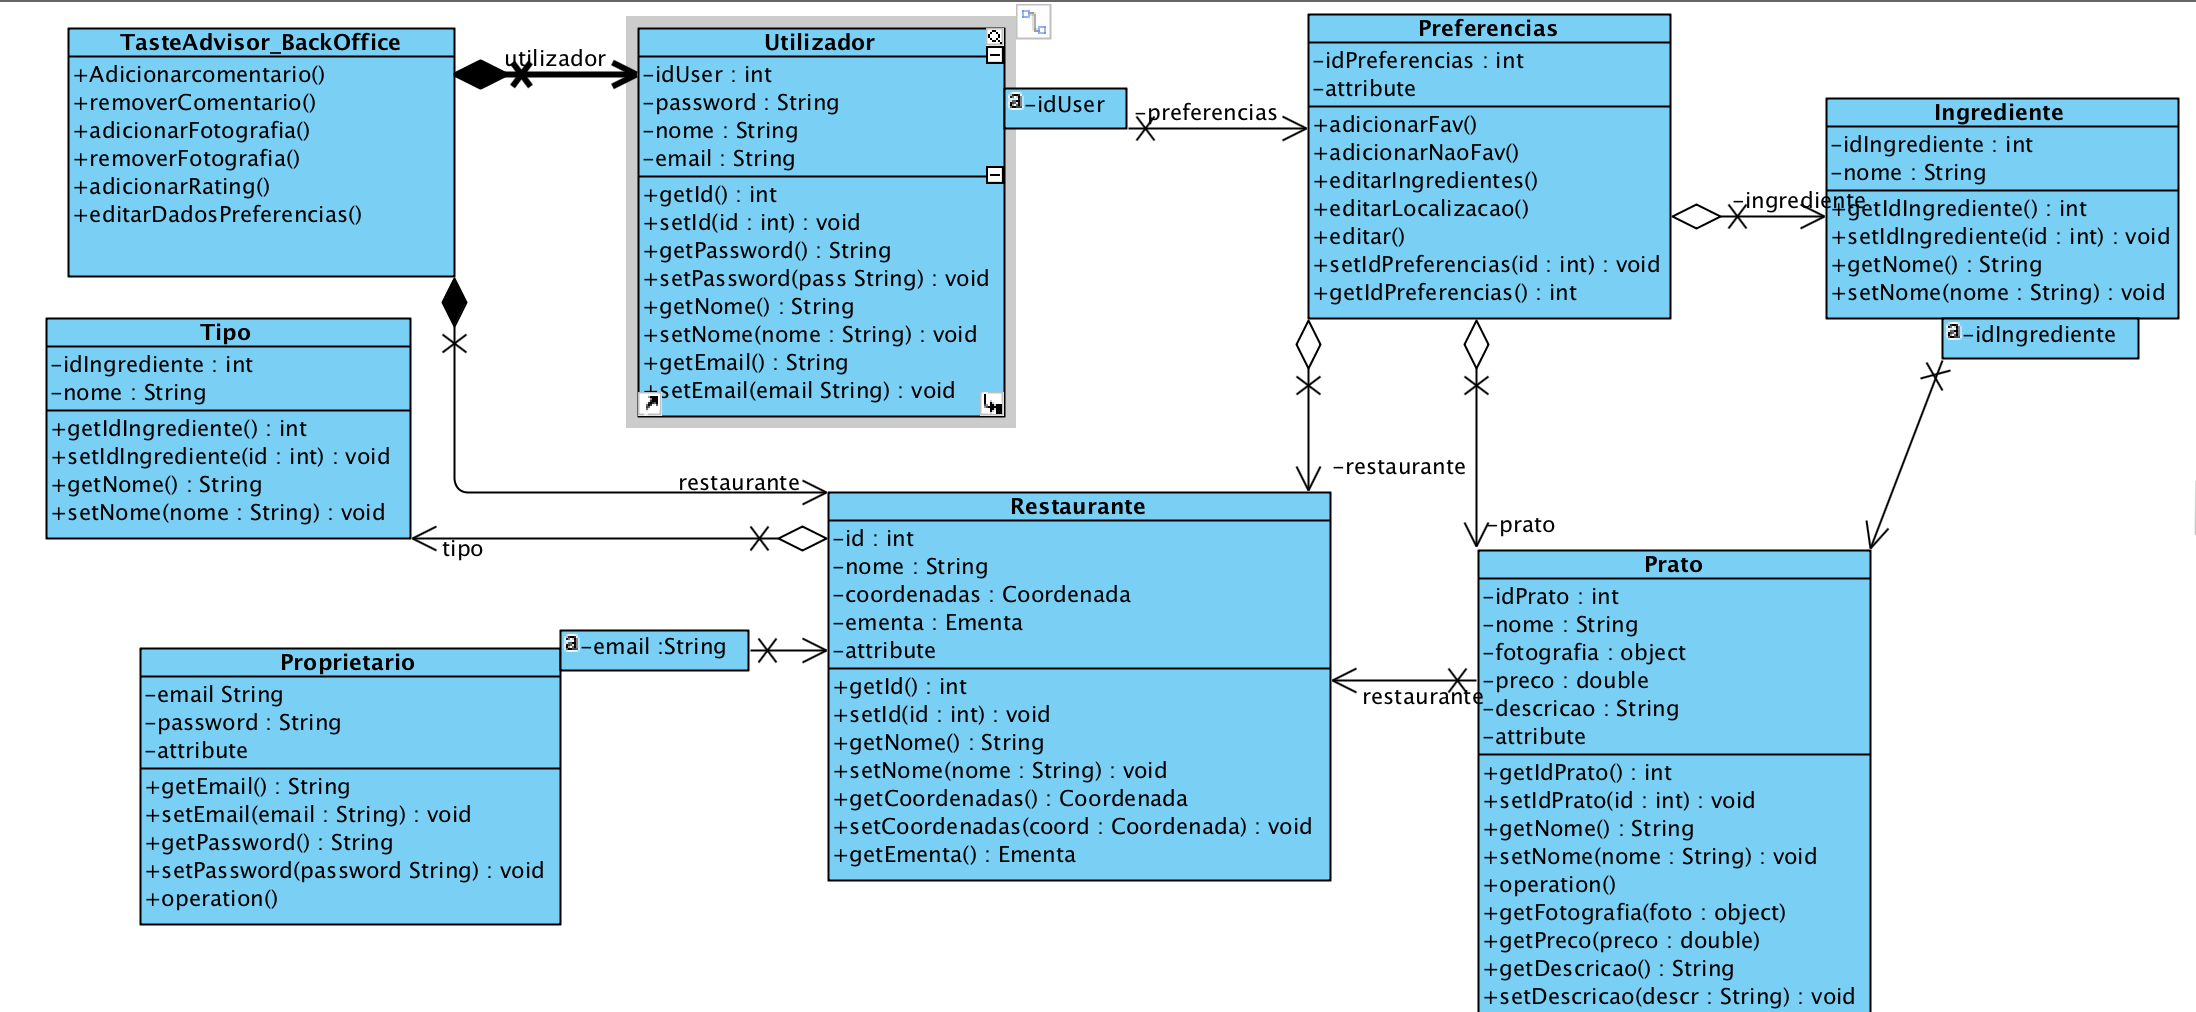 TasteAdvisor_BackOffice
+Adicionarcomentario()
+removerComentario()
+adicionarFotografia()
+removerFotografia()
+adicionarRating()
+editarDadosPreferencias()
utilizador
Utilizador
-idUser : int
-password : String
-nome : String
-email : String
+getId() : int
+setId(id : int) : void
+getPassword() : String
+setPassword(pass String) : void
+getNome() : String
+setNome(nome : String) : void
+getEmail() : String
+setEmail(email String) : void
a -idUser
-preferencias
Preferencias
-idPreferencias : int
-attribute
+adicionarFav()
+adicionarNaoFav()
+editarIngredientes()
+editarLocalizacao()
+editar()
+setIdPreferencias(id : int) : void
+getIdPreferencias() : int
-ingrediente
Ingrediente
-idIngrediente : int
-nome : String
+getIdIngrediente() : int
+setIdIngrediente(id : int) : void
+getNome() : String
+setNome(nome : String) : void
a -idIngrediente
Tipo
-idIngrediente : int
-nome : String
+getIdIngrediente() : int
+setIdIngrediente(id : int) : void
+getNome() : String
+setNome(nome : String) : void
restaurante
tipo
-restaurante
-prato
Restaurante
-id : int
-nome : String
-coordenadas : Coordenada
-ementa : Ementa
-attribute
+getId() : int
+setId(id : int) : void
+getNome() : String
+setNome(nome : String) : void
+getCoordenadas() : Coordenada
+setCoordenadas(coord : Coordenada) : void
+getEmenta() : Ementa
a -email :String
Proprietario
-email String
-password : String
-attribute
+getEmail() : String
+setEmail(email : String) : void
+getPassword() : String
+setPassword(password String) : void
+operation()
restaurante
Prato
-idPrato : int
-nome : String
-fotografia : object
-preco : double
-descricao : String
-attribute
+getIdPrato() : int
+setIdPrato(id : int) : void
+getNome() : String
+setNome(nome : String) : void
+operation()
+getFotografia(foto : object)
+getPreco(preco : double)
+getDescricao() : String
+setDescricao(descr : String) : void